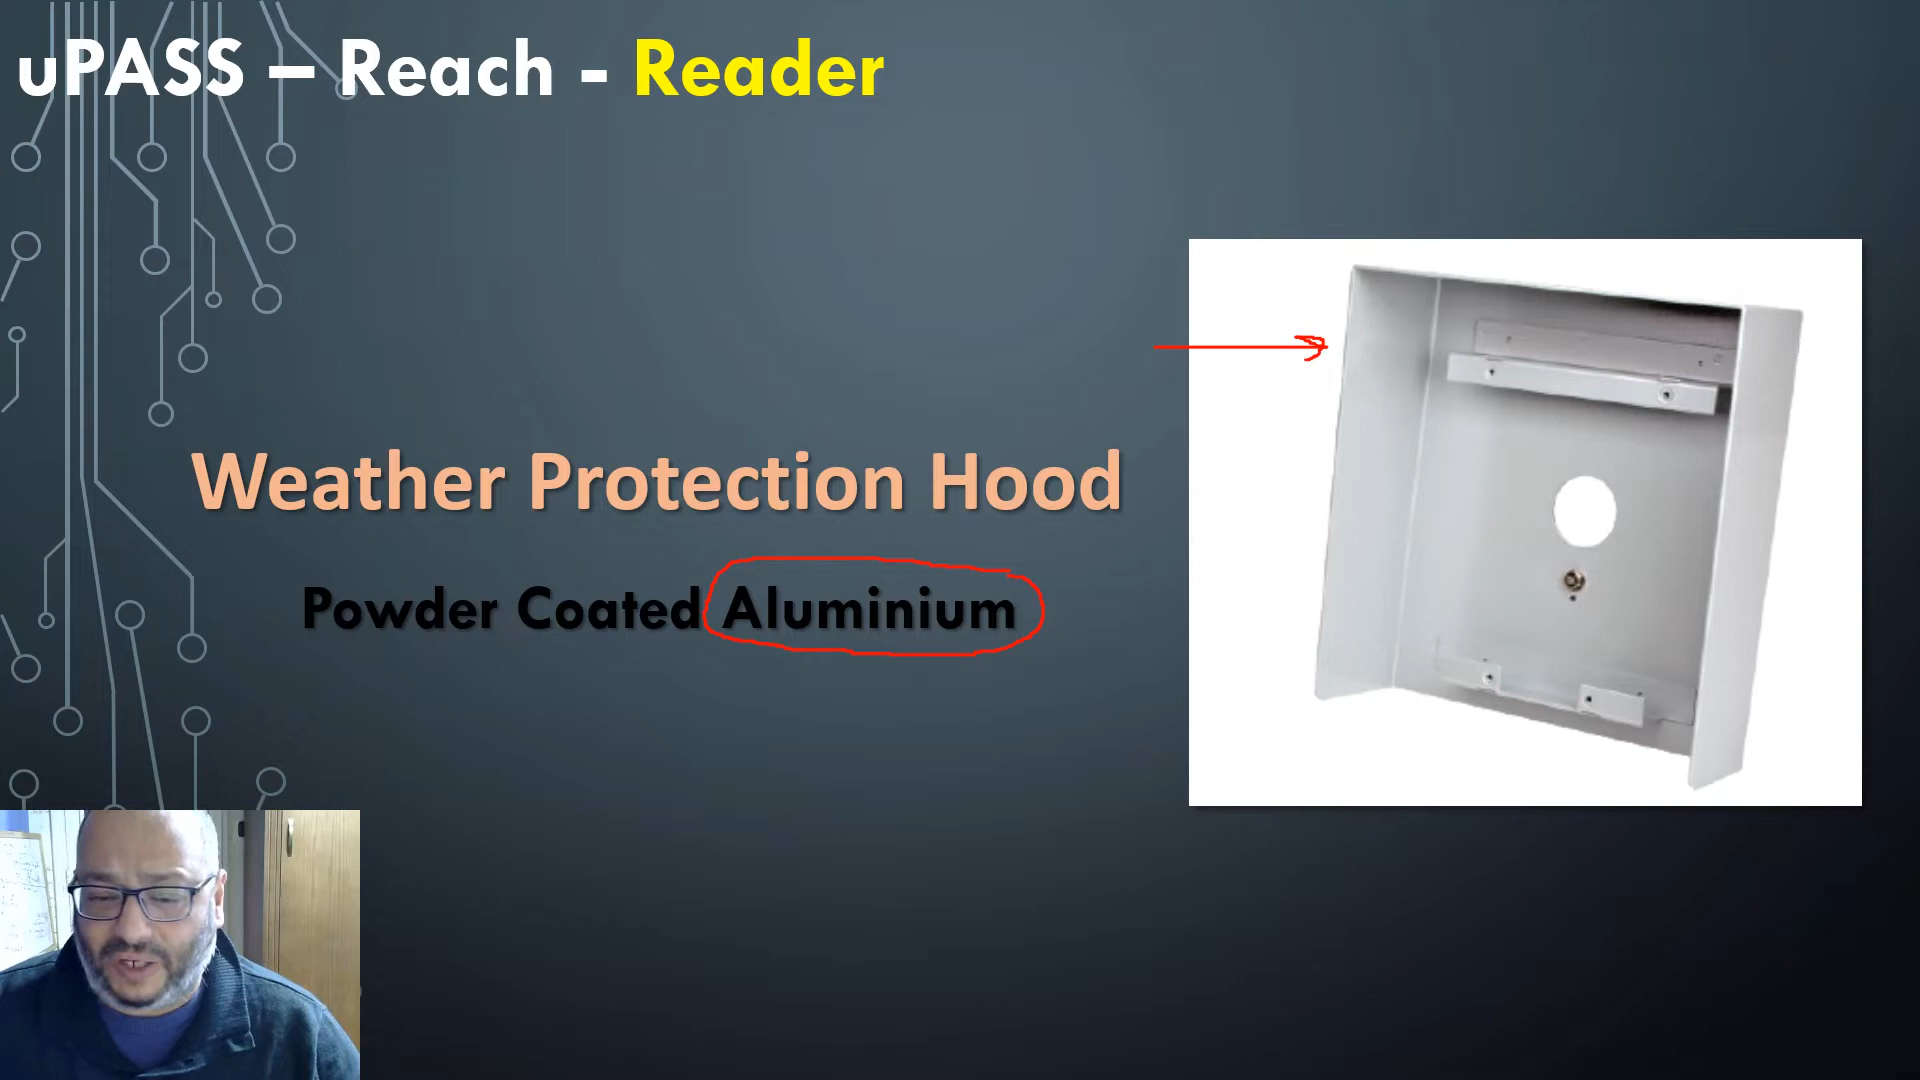 uPASS – Reach - Reader
Weather Protection Hood
Powder Coated Aluminium